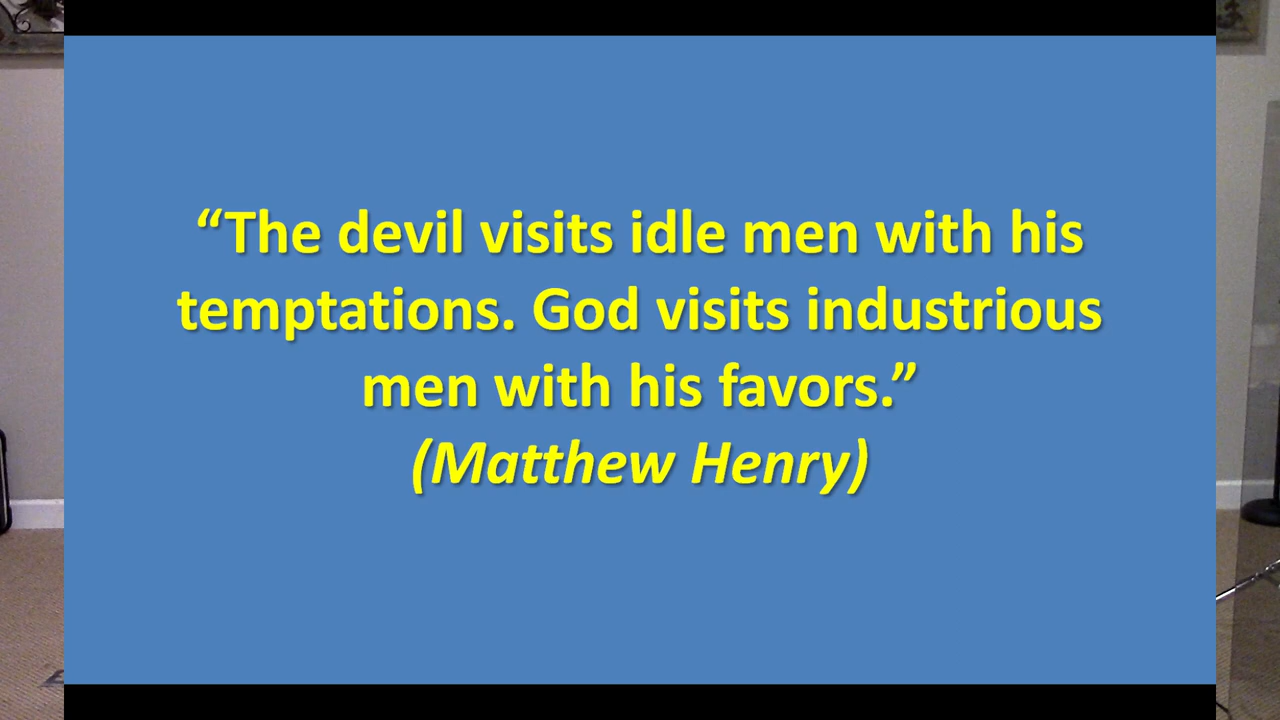 “The devil visits idle men with his
temptations. God visits industrious
men with his favors.”
(Matthew Henry)